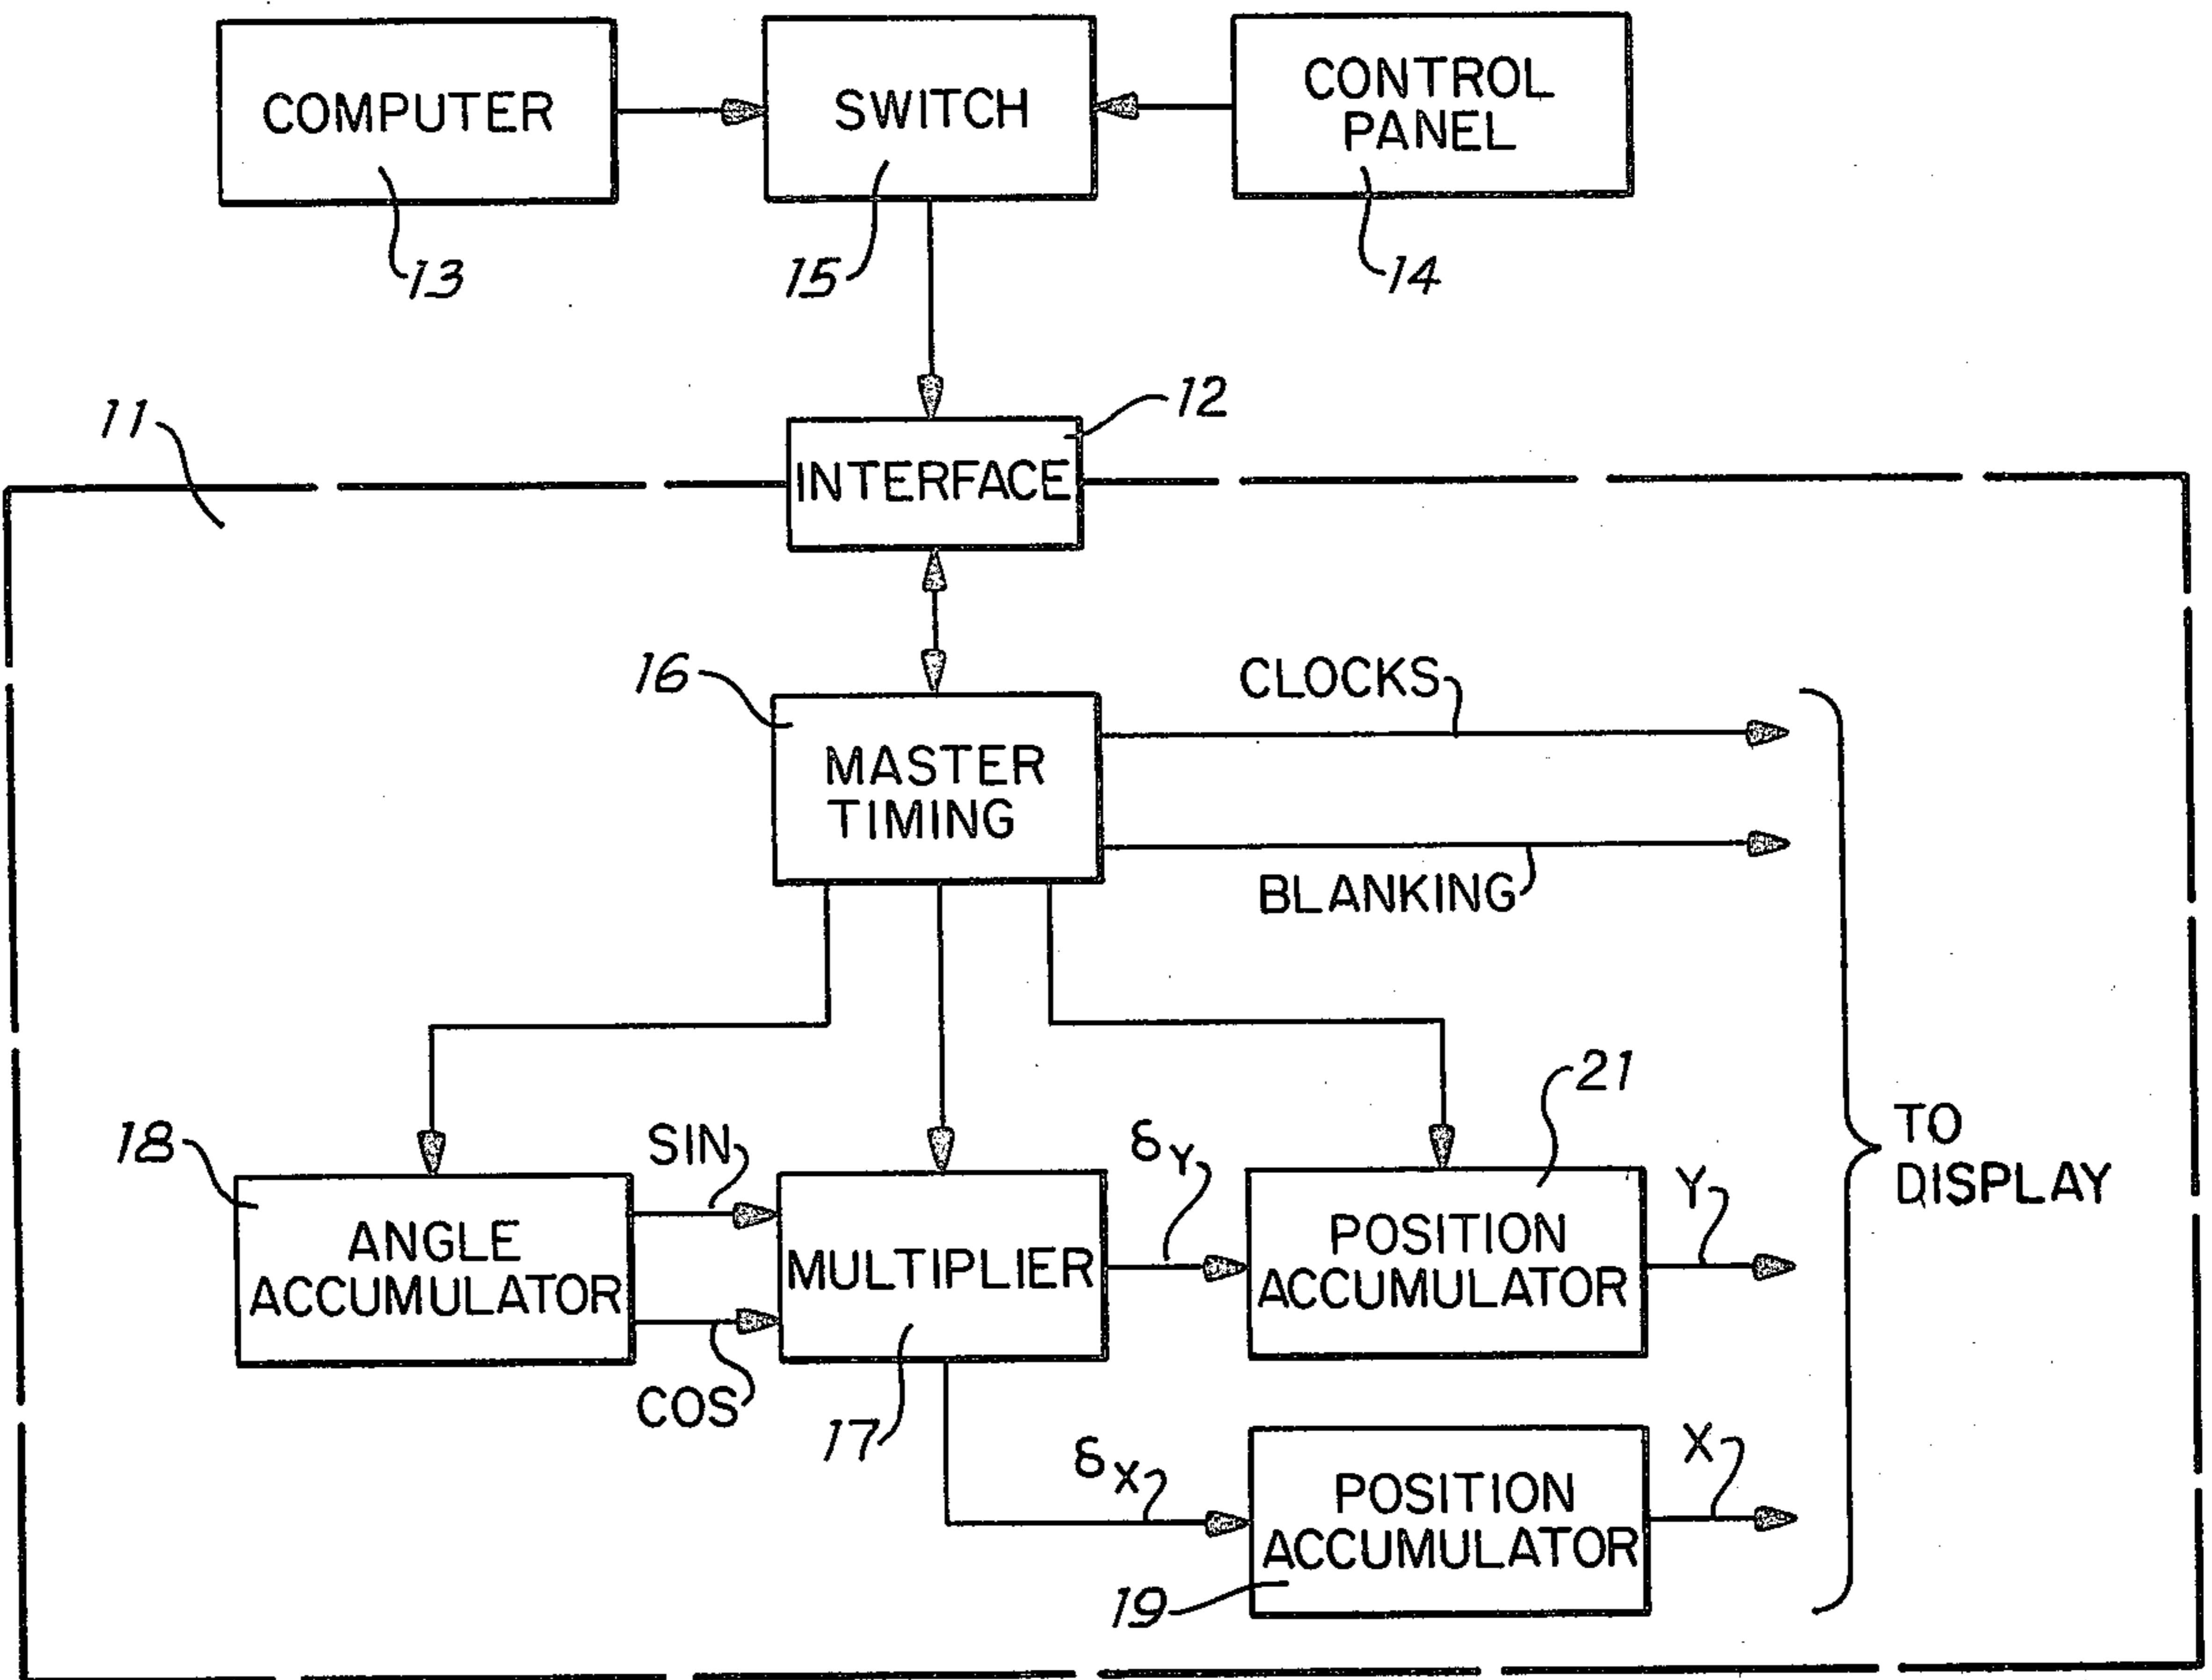 COMPUTER
13
SWITCH
15
CONTROL
PANEL
14
12
INTERFACE
11
16
MASTER
TIMING
CLOCKS
BLANKING
18
ANGLE
ACCUMULATOR
SIN
COS
MULTIPLIER
17
δY
21
POSITION
ACCUMULATOR
Y
δX
POSITION
ACCUMULATOR
19
X
TO
DISPLAY